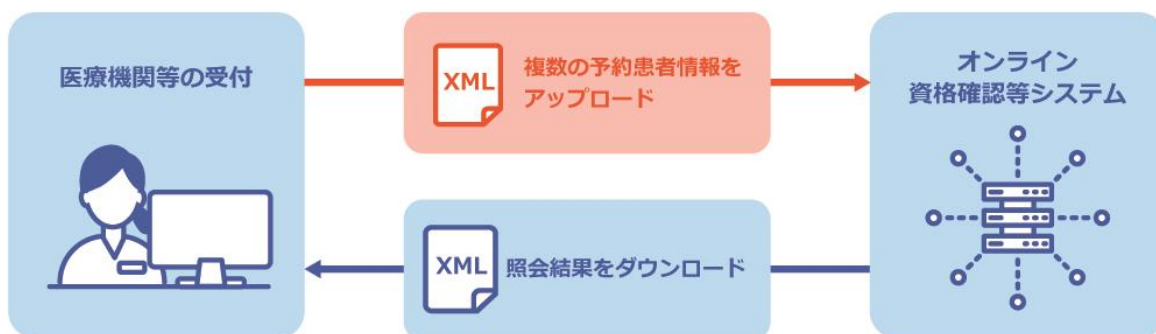 医療機関等の受付
XML
複数の予約患者情報を
アップロード
オンライン
資格確認等システム
XML
照会結果をダウンロード